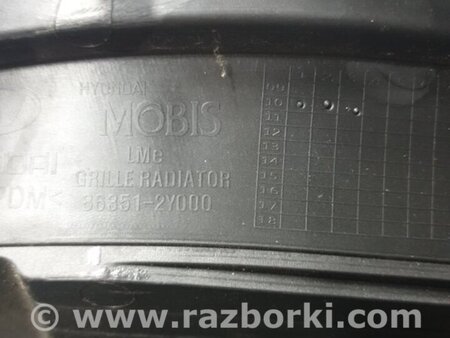 HYUNDAI
MOBIS
LMc
GRILLE RADIATOR
86351-2Y000
DM<
09
10
11
12
13
14
15
16
17
18
www.razborki.com